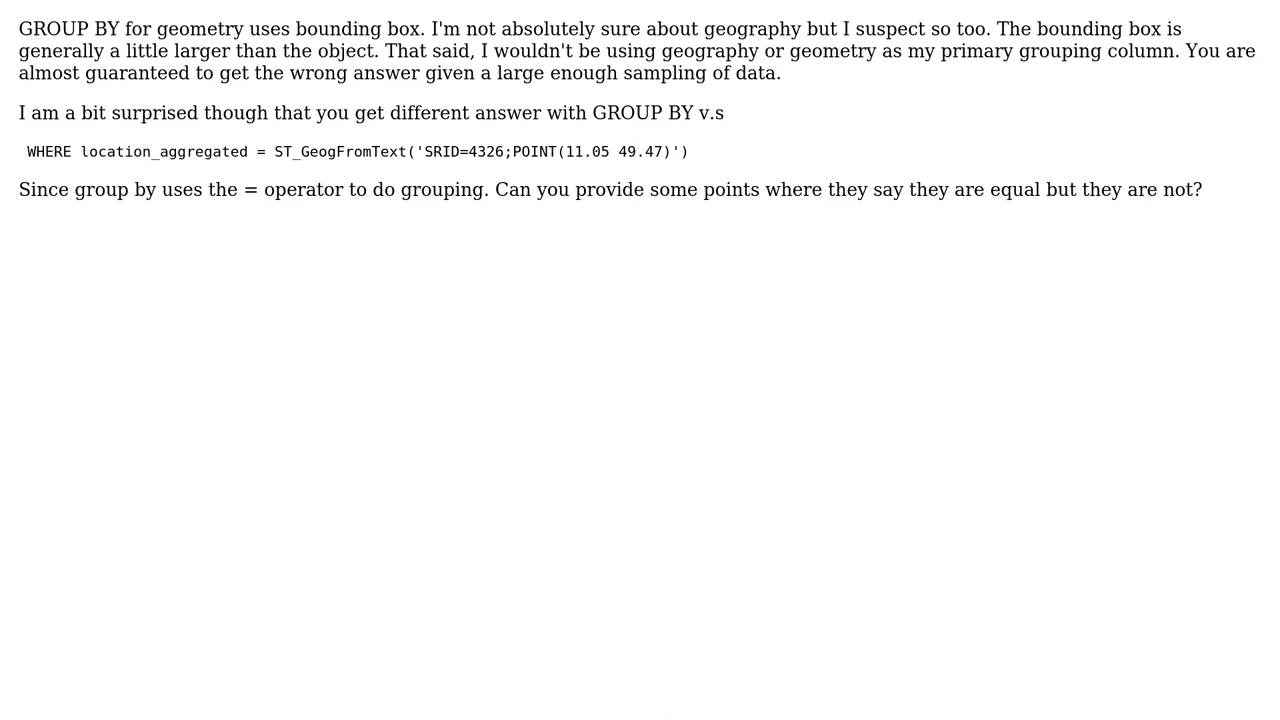 GROUP BY for geometry uses bounding box. I'm not absolutely sure about geography but I suspect so too. The bounding box is
generally a little larger than the object. That said, I wouldn't be using geography or geometry as my primary grouping column. You are
almost guaranteed to get the wrong answer given a large enough sampling of data.
I am a bit surprised though that you get different answer with GROUP BY v.s
WHERE location_aggregated = ST_GeogFromText('SRID=4326;POINT(11.05 49.47)')
Since group by uses the = operator to do grouping. Can you provide some points where they say they are equal but they are not?